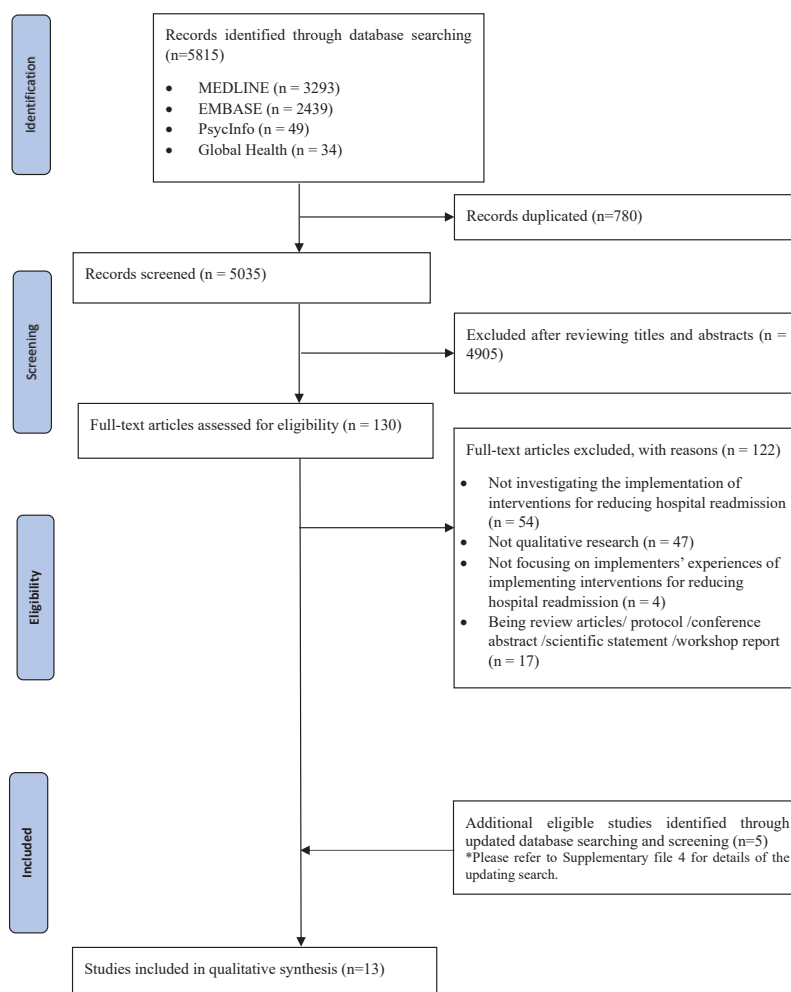 Identification
Records identified through database searching
(n=5815)
• MEDLINE (n = 3293)
• EMBASE (n = 2439)
• PsycInfo (n = 49)
• Global Health (n = 34)
Records duplicated (n=780)
Screening
Records screened (n = 5035)
Excluded after reviewing titles and abstracts (n =
4905)
Full-text articles assessed for eligibility (n = 130)
Eligibility
Full-text articles excluded, with reasons (n = 122)
• Not investigating the implementation of
interventions for reducing hospital readmission
(n = 54)
• Not qualitative research (n = 47)
• Not focusing on implementers’ experiences of
implementing interventions for reducing
hospital readmission (n = 4)
• Being review articles/ protocol /conference
abstract /scientific statement /workshop report
(n = 17)
Included
Additional eligible studies identified through
updated database searching and screening (n=5)
*Please refer to Supplementary file 4 for details of the
updating search.
Studies included in qualitative synthesis (n=13)